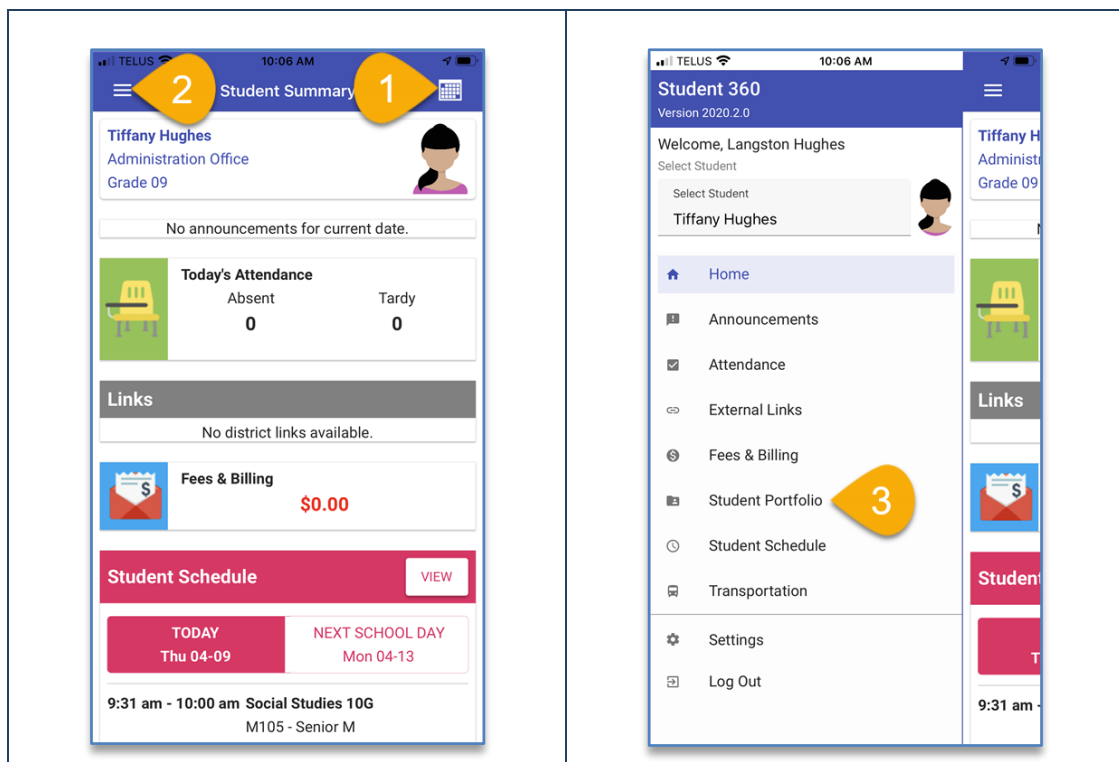 TELUS 10:06 AM
2 Student Summary 1
Tiffany Hughes
Administration Office
Grade 09
No announcements for current date.
Today's Attendance
Absent Tardy
0 0
Links
No district links available.
$
Fees & Billing
$0.00
Student Schedule VIEW
TODAY NEXT SCHOOL DAY
Thu 04-09 Mon 04-13
9:31 am - 10:00 am Social Studies 10G
M105 - Senior M
TELUS 10:06 AM
Student 360
Version 2020.2.0
Welcome, Langston Hughes
Select Student
Select Student
Tiffany Hughes
Home
Announcements
Attendance
External Links
Fees & Billing
Student Portfolio 3
Student Schedule
Transportation
Settings
Log Out
Tiffany H
Administr
Grade 09
Links
$
Student
T
9:31 am -